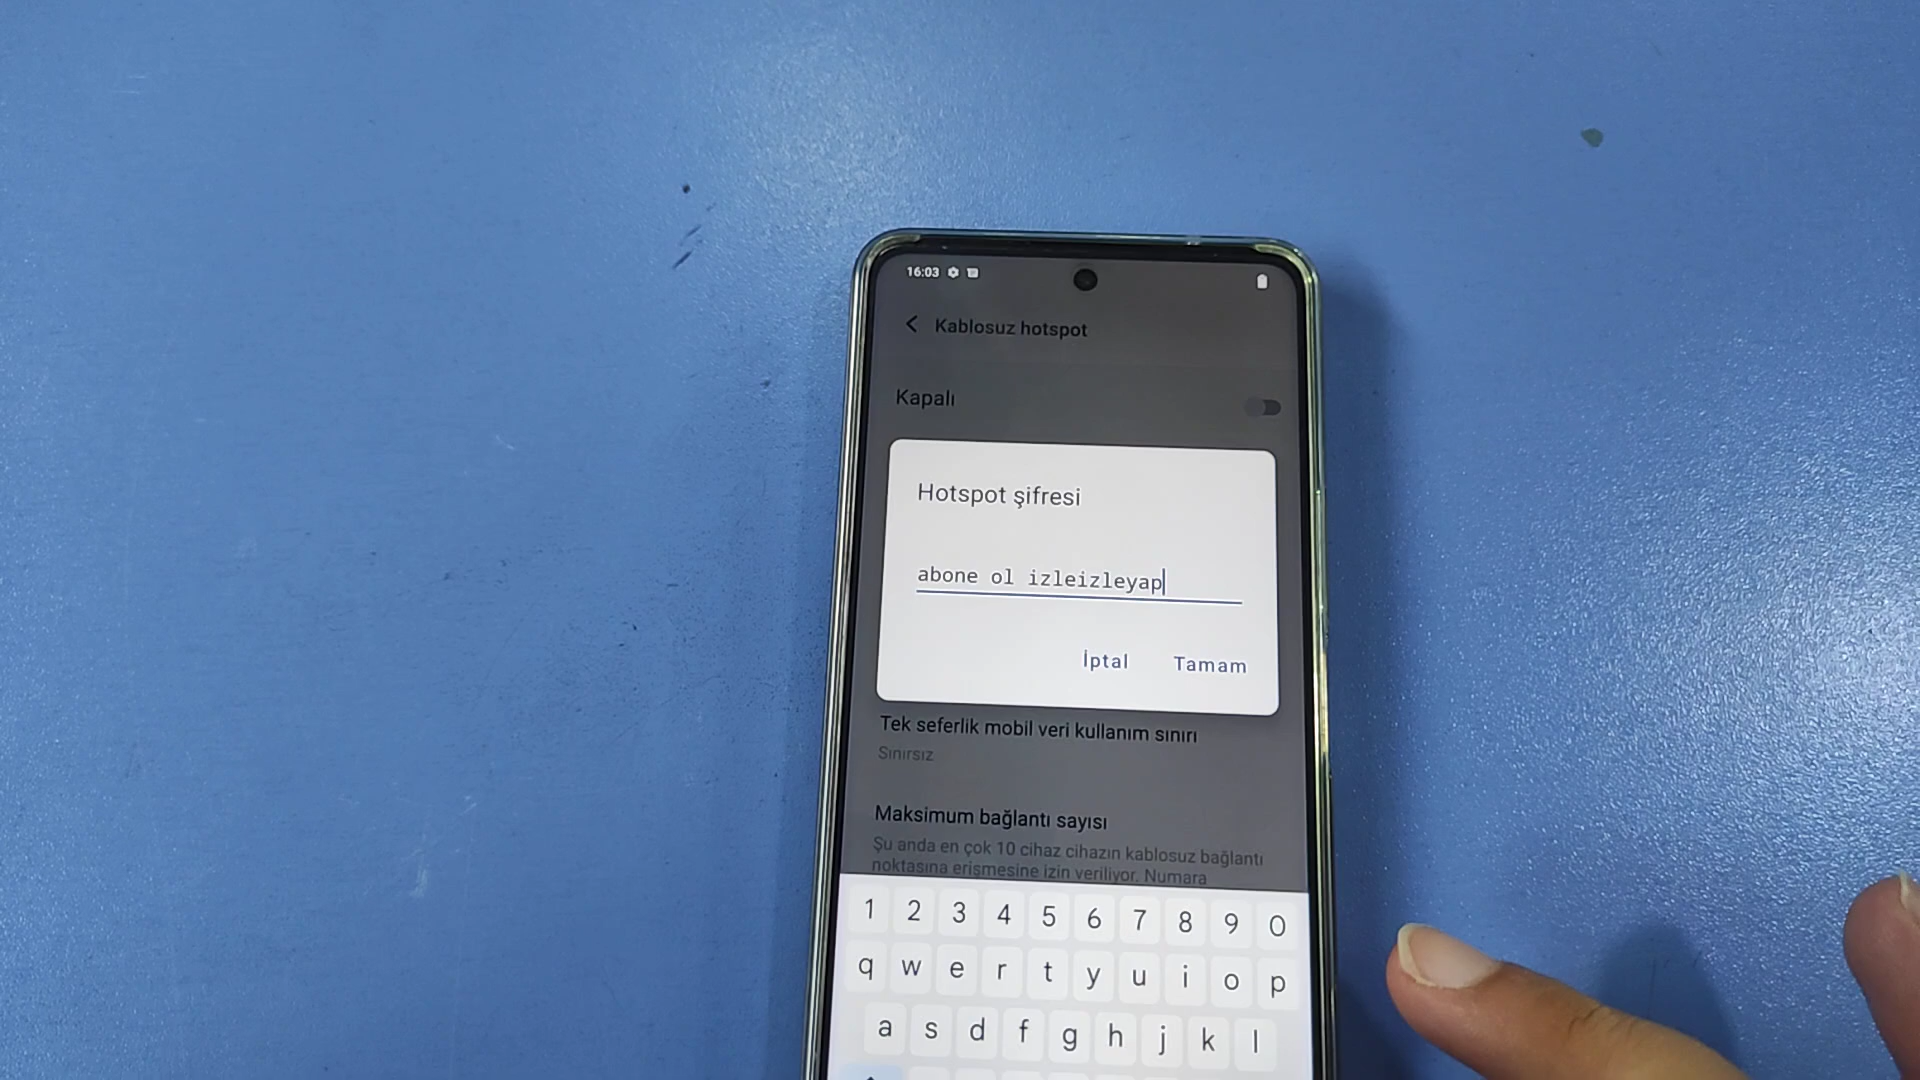 16:03
Kablosuz hotspot
Kapalı
Hotspot şifresi
abone ol izleizleyap
İptal Tamam
Tek seferlik mobil veri kullanım sınırı
Sınırsız
Maksimum bağlantı sayısı
Şu anda en çok 10 cihaz cihazın kablosuz bağlantı
noktasına erişmesine izin veriliyor. Numara
1 2 3 4 5 6 7 8 9 0
q w e r t y u i o p
a s d f g h j k l